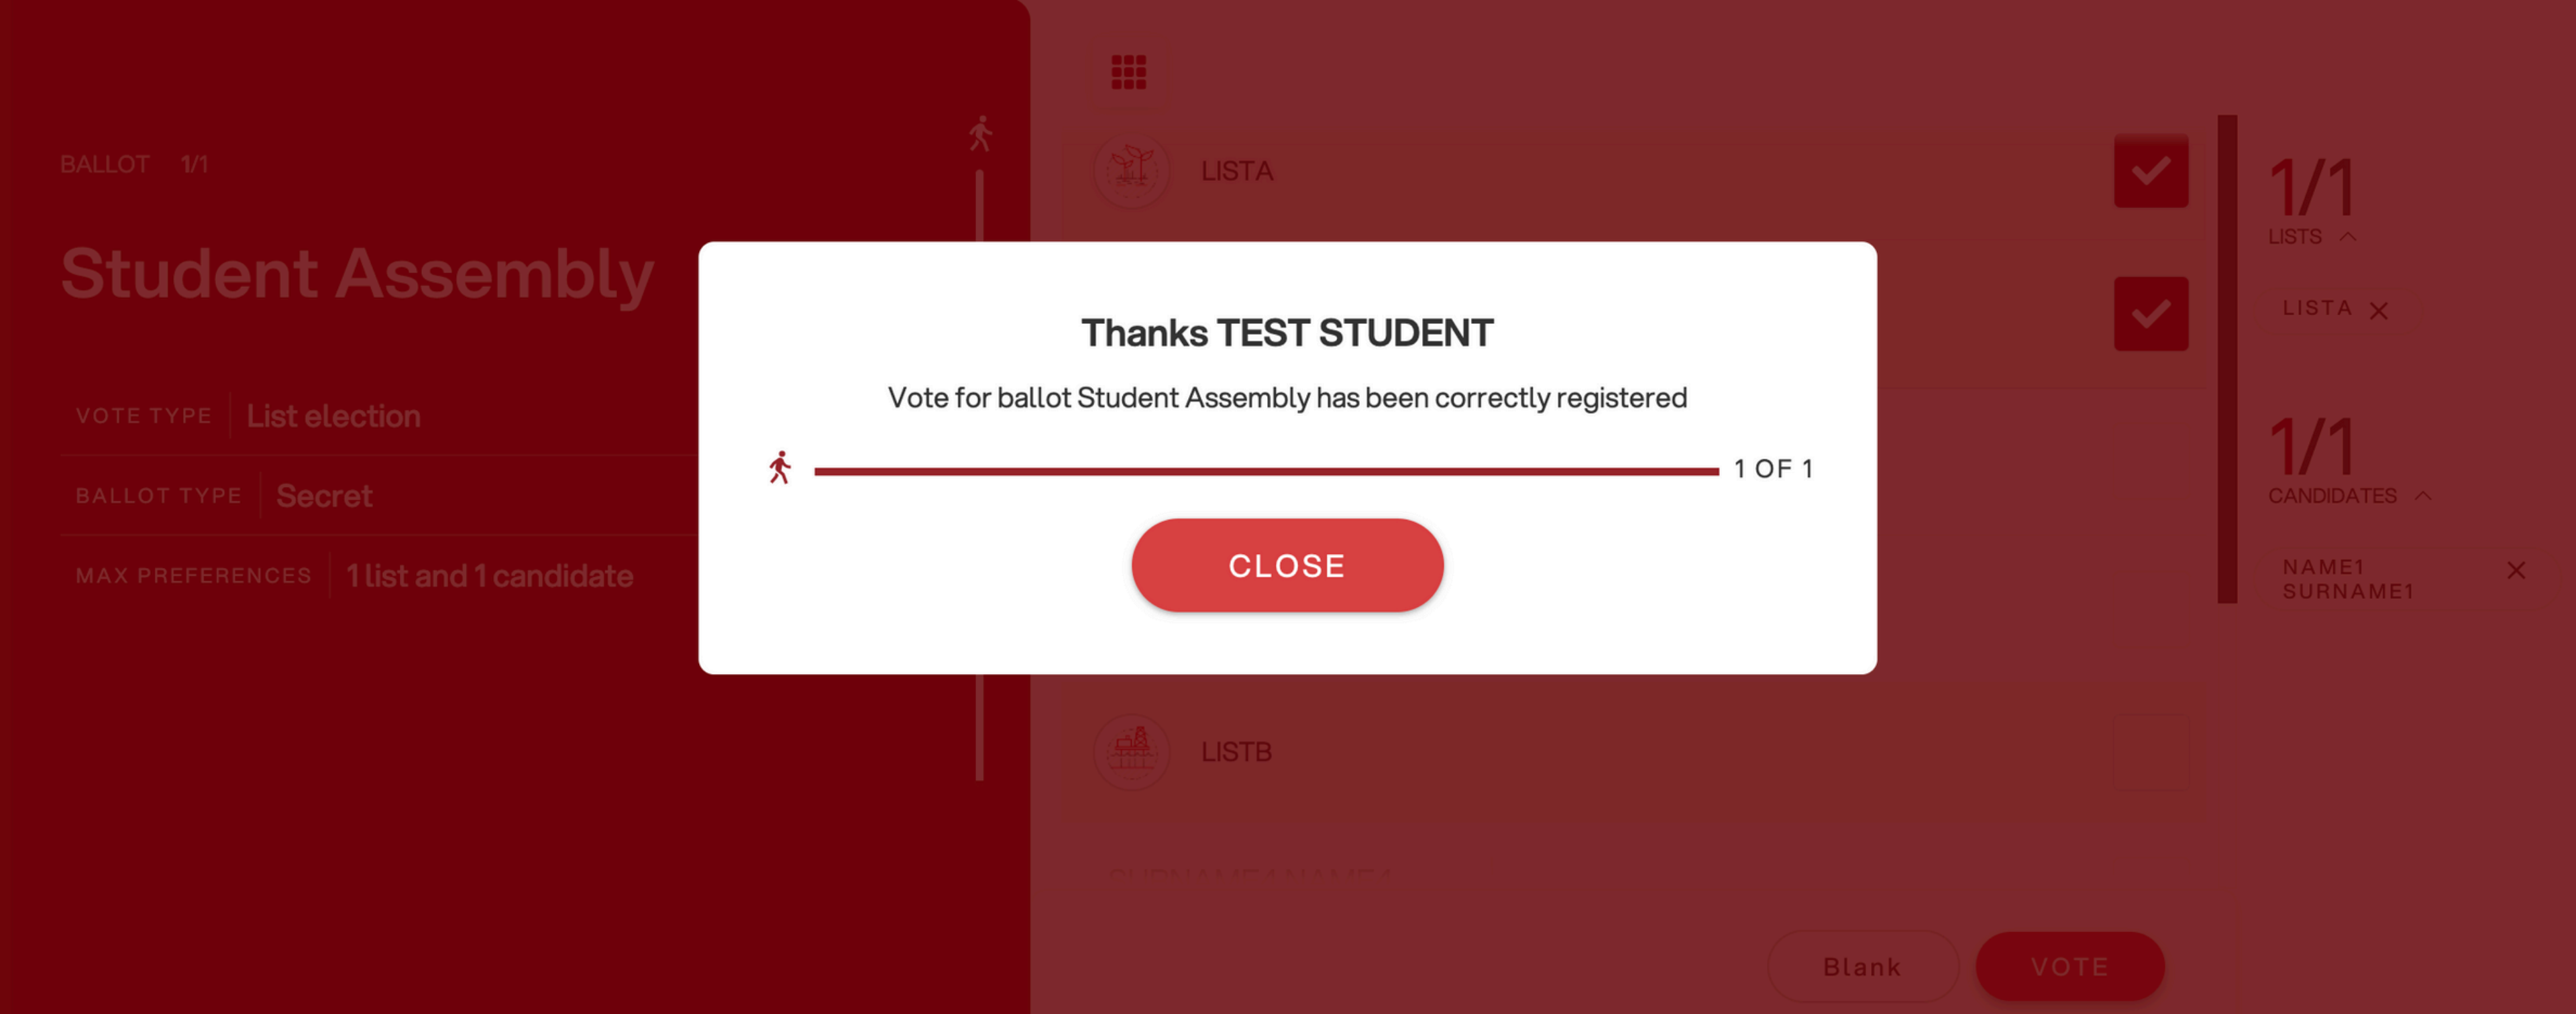 BALLOT 1/1
Student Assembly
VOTE TYPE List election
BALLOT TYPE Secret
MAX PREFERENCES 1 list and 1 candidate
LISTA
Thanks TEST STUDENT
Vote for ballot Student Assembly has been correctly registered
1 OF 1
CLOSE
LISTB
SURNAME4 NAME4
Blank
VOTE
1/1
LISTS
LISTA
1/1
CANDIDATES
NAME1
SURNAME1